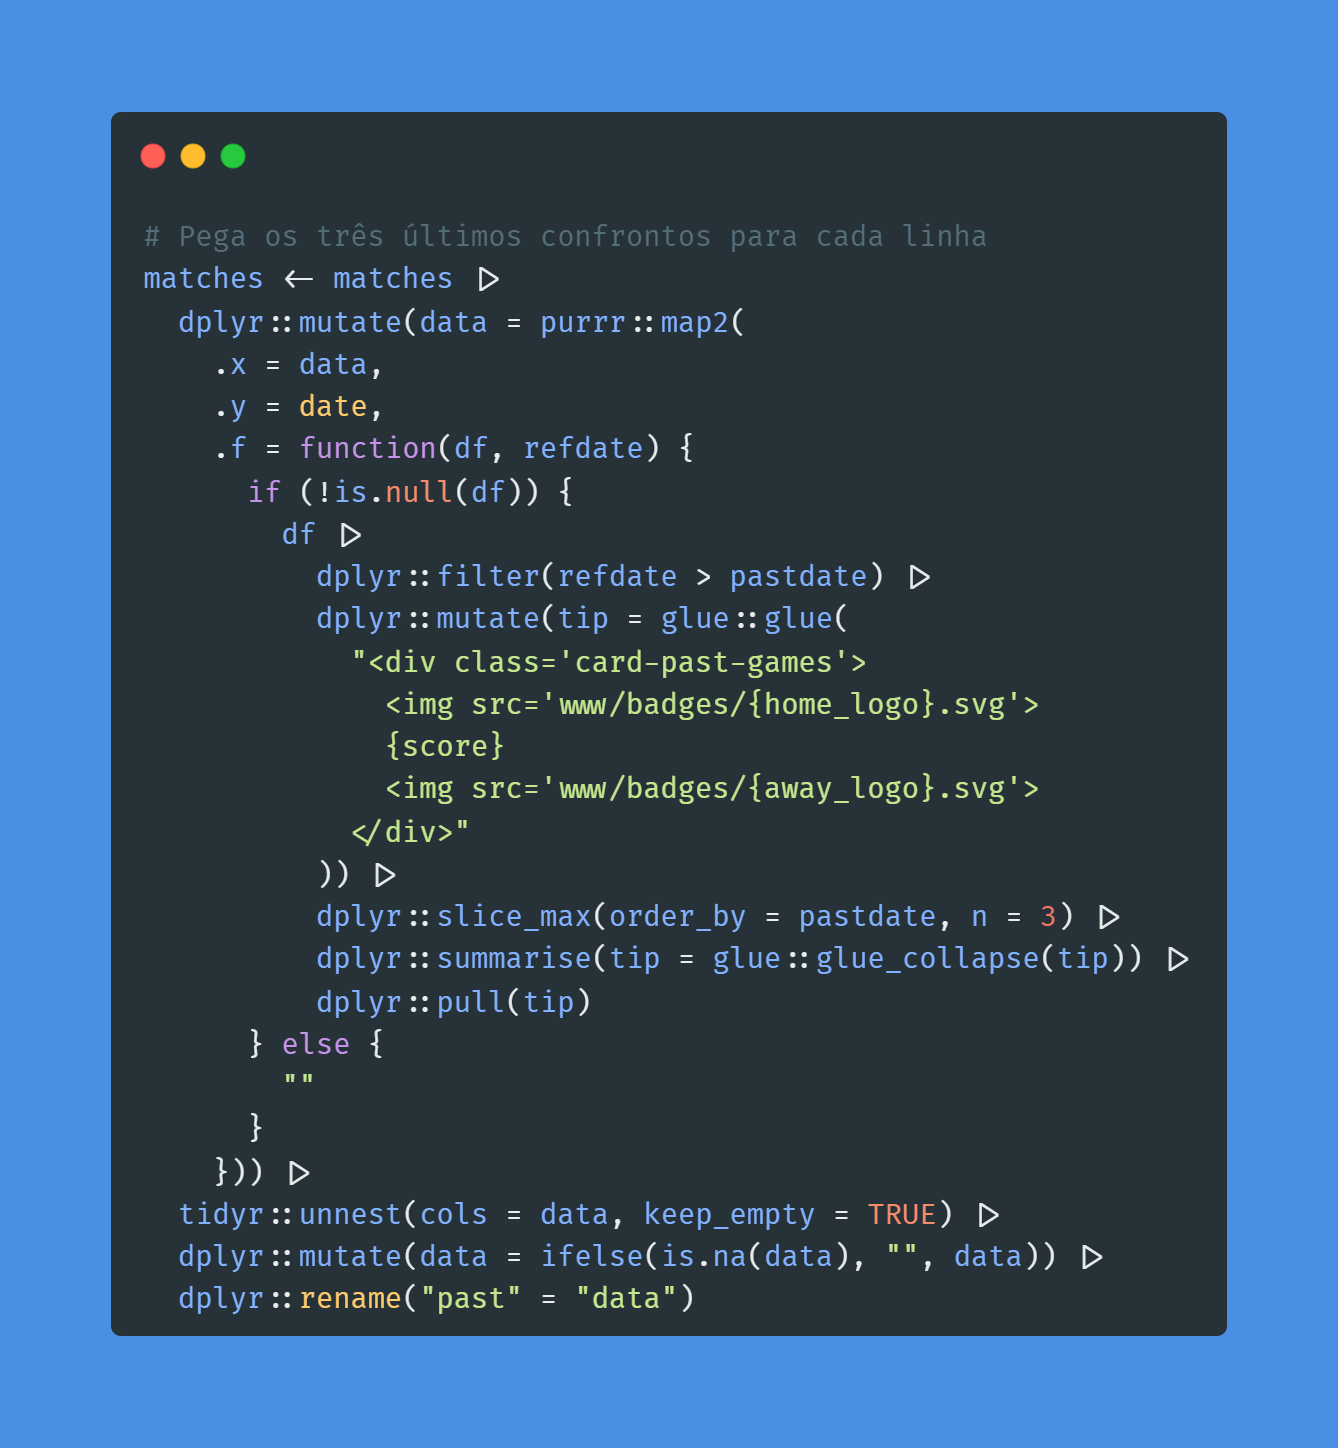 # Pega os três últimos confrontos para cada linha
matches <- matches |>
  dplyr::mutate(data = purrr::map2(
    .x = data,
    .y = date,
    .f = function(df, refdate) {
      if (!is.null(df)) {
        df |>
          dplyr::filter(refdate > pastdate) |>
          dplyr::mutate(tip = glue::glue(
            "<div class='card-past-games'>
              <img src='www/badges/{home_logo}.svg'>
              {score}
              <img src='www/badges/{away_logo}.svg'>
            </div>"
          )) |>
          dplyr::slice_max(order_by = pastdate, n = 3) |>
          dplyr::summarise(tip = glue::glue_collapse(tip)) |>
          dplyr::pull(tip)
      } else {
        ""
      }
    })) |>
  tidyr::unnest(cols = data, keep_empty = TRUE) |>
  dplyr::mutate(data = ifelse(is.na(data), "", data)) |>
  dplyr::rename("past" = "data")